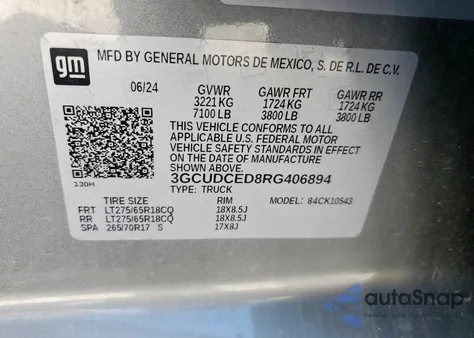 gm
MFD BY GENERAL MOTORS DE MEXICO, S. DE R.L. DE C.V.
06/24 GVWR GAWR FRT GAWR RR
3221 KG 1724 KG 1724 KG
7100 LB 3800 LB 3800 LB
THIS VEHICLE CONFORMS TO ALL
APPLICABLE U.S. FEDERAL MOTOR
VEHICLE SAFETY STANDARDS IN EFFECT ON
THE DATE OF MANUFACTURE SHOWN ABOVE.
3GCUDCED8RG406894
TYPE: TRUCK
130H
TIRE SIZE RIM MODEL: 84CK10543
FRT LT275/65R18CQ 18X8.5J
RR LT275/65R18CQ 18X8.5J
SPA 265/70R17 S 17X8J
autoSnap